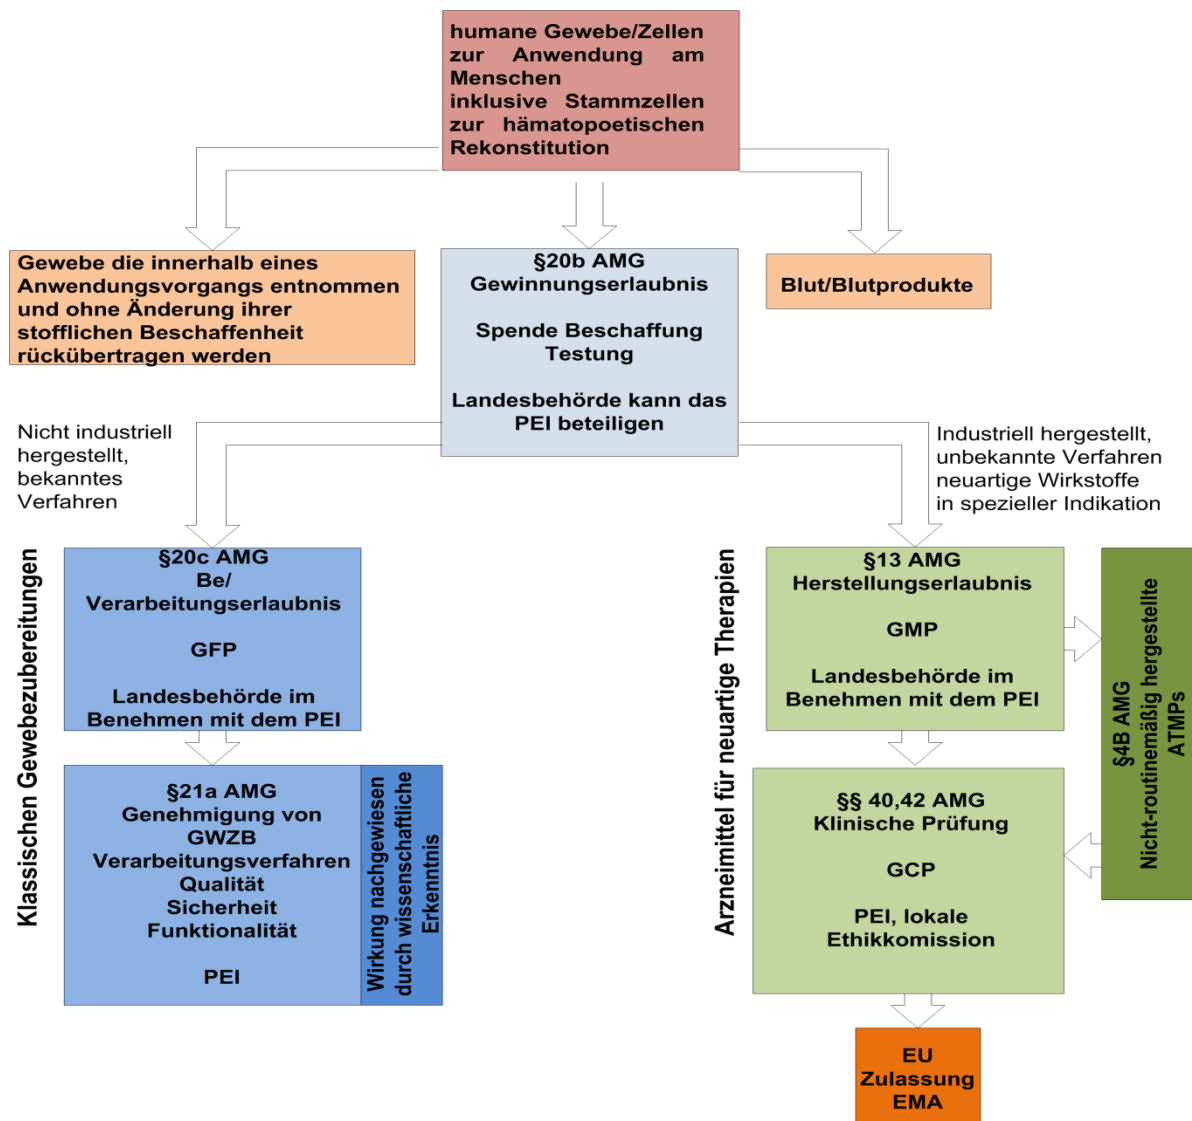 humane Gewebe/Zellen
zur Anwendung am
Menschen
inklusive Stammzellen
zur hämatopoetischen
Rekonstitution
Gewebe die innerhalb eines
Anwendungsvorgangs entnommen
und ohne Änderung ihrer
stofflichen Beschaffenheit
rückübertragen werden
§20b AMG
Gewinnungserlaubnis
Spende Beschaffung
Testung
Landesbehörde kann das
PEI beteiligen
Blut/Blutprodukte
Nicht industriell
hergestellt,
bekanntes
Verfahren
Industriell hergestellt,
unbekannte Verfahren
neuartige Wirkstoffe
in spezieller Indikation
Klassischen Gewebezubereitungen
§20c AMG
Be/
Verarbeitungserlaubnis
GFP
Landesbehörde im
Benehmen mit dem PEI
§21a AMG
Genehmigung von
GWZB
Verarbeitungsverfahren
Qualität
Sicherheit
Funktionalität
PEI
Wirkung nachgewiesen
durch wissenschaftliche
Erkenntnis
Arzneimittel für neuartige Therapien
§13 AMG
Herstellungserlaubnis
GMP
Landesbehörde im
Benehmen mit dem PEI
§4B AMG
Nicht-routinemäßig hergestellte
ATMPs
§§ 40,42 AMG
Klinische Prüfung
GCP
PEI, lokale
Ethikkomission
EU
Zulassung
EMA